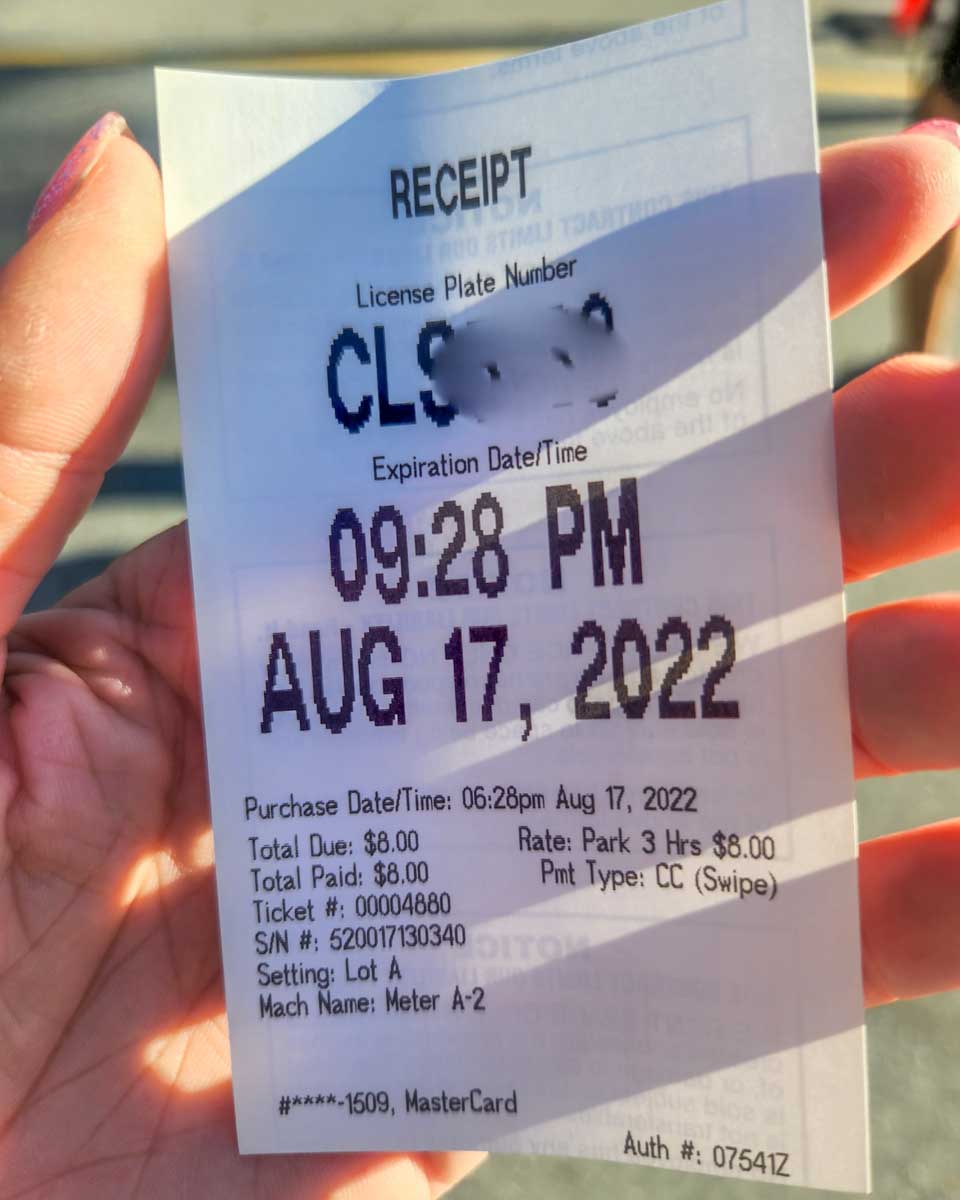 RECEIPT
License Plate Number
CLS
Expiration Date/Time
09:28 PM
AUG 17, 2022
Purchase Date/Time: 06:28pm Aug 17, 2022
Total Due: $8.00 Rate: Park 3 Hrs $8.00
Total Paid: $8.00 Pmt Type: CC (Swipe)
Ticket #: 00004880
S/N #: 520017130340
Setting: Lot A
Mach Name: Meter A-2
#****-1509, MasterCard
Auth #: 07541Z